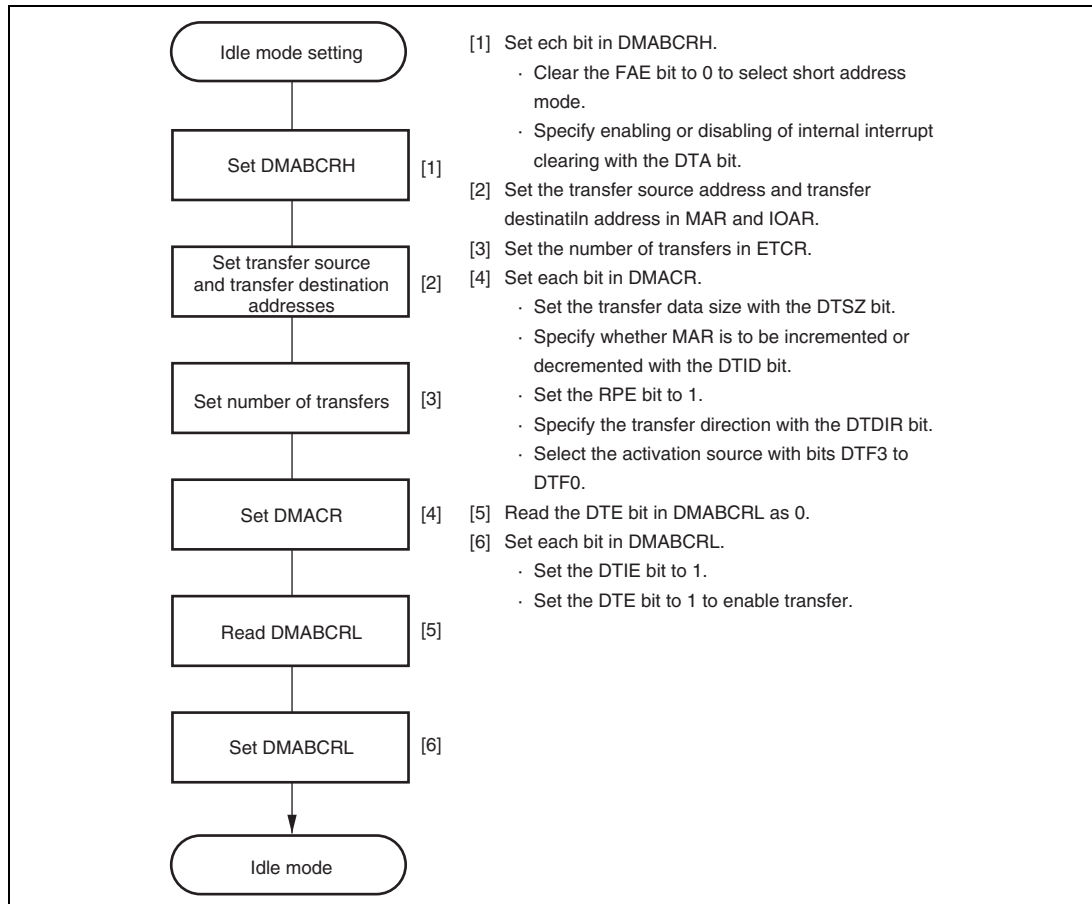 Idle mode setting
Set DMABCRH
[1]
Set transfer source
and transfer destination
addresses
[2]
Set number of transfers
[3]
Set DMACR
[4]
Read DMABCRL
[5]
Set DMABCRL
[6]
Idle mode
[1] Set ech bit in DMABCRH.
· Clear the FAE bit to 0 to select short address
mode.
· Specify enabling or disabling of internal interrupt
clearing with the DTA bit.
[2] Set the transfer source address and transfer
destinatiln address in MAR and IOAR.
[3] Set the number of transfers in ETCR.
[4] Set each bit in DMACR.
· Set the transfer data size with the DTSZ bit.
· Specify whether MAR is to be incremented or
decremented with the DTID bit.
· Set the RPE bit to 1.
· Specify the transfer direction with the DTDIR bit.
· Select the activation source with bits DTF3 to
DTF0.
[5] Read the DTE bit in DMABCRL as 0.
[6] Set each bit in DMABCRL.
· Set the DTIE bit to 1.
· Set the DTE bit to 1 to enable transfer.